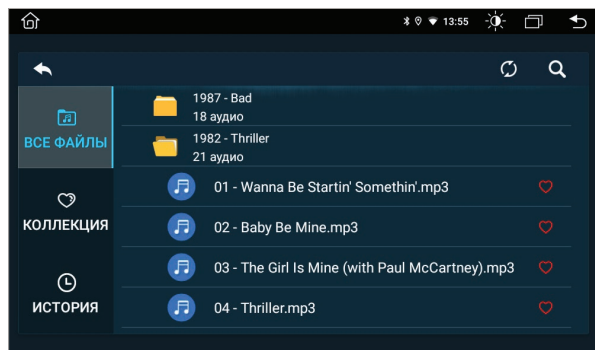 13:55
1987 - Bad
18 аудио
ВСЕ ФАЙЛЫ
1982 - Thriller
21 аудио
01 - Wanna Be Startin' Somethin'.mp3
КОЛЛЕКЦИЯ
02 - Baby Be Mine.mp3
03 - The Girl Is Mine (with Paul McCartney).mp3
ИСТОРИЯ
04 - Thriller.mp3